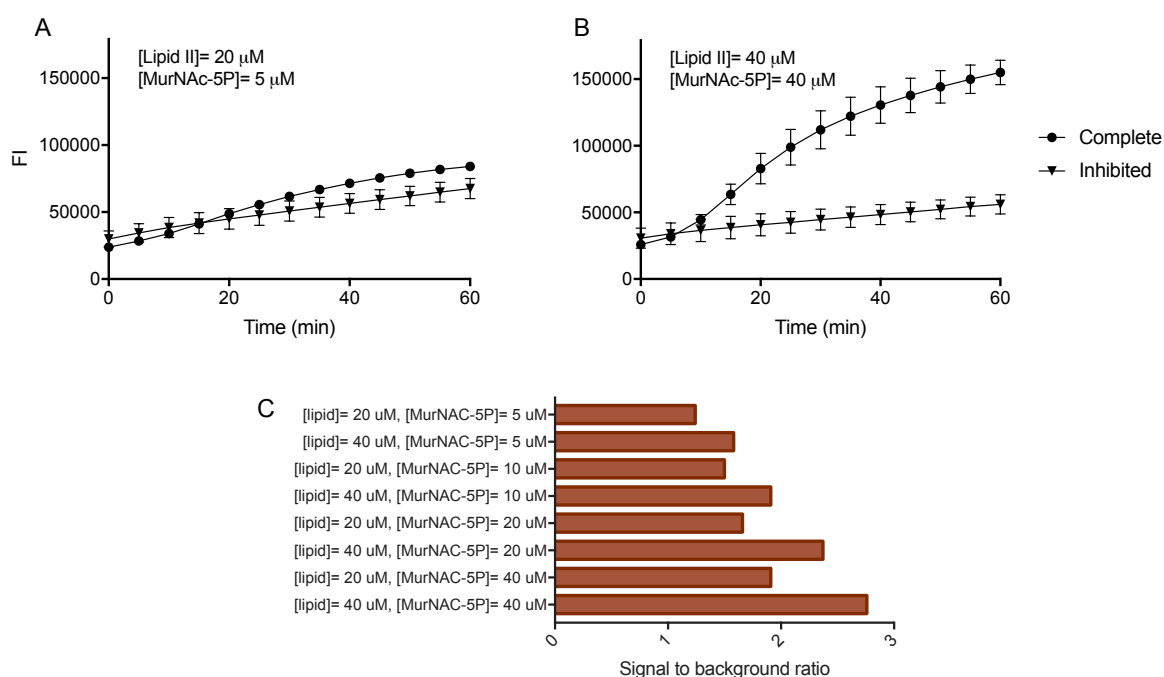 A
[Lipid II]= 20 μM
[MurNAc-5P]= 5 μM
150000
100000
50000
0
FI
0 20 40 60
Time (min)
B
[Lipid II]= 40 μM
[MurNAc-5P]= 40 μM
150000
100000
50000
0
0 20 40 60
Time (min)
Complete
Inhibited
C
[lipid]= 20 uM, [MurNAC-5P]= 5 uM
[lipid]= 40 uM, [MurNAC-5P]= 5 uM
[lipid]= 20 uM, [MurNAC-5P]= 10 uM
[lipid]= 40 uM, [MurNAC-5P]= 10 uM
[lipid]= 20 uM, [MurNAC-5P]= 20 uM
[lipid]= 40 uM, [MurNAC-5P]= 20 uM
[lipid]= 20 uM, [MurNAC-5P]= 40 uM
[lipid]= 40 uM, [MurNAC-5P]= 40 uM
0 1 2 3
Signal to background ratio